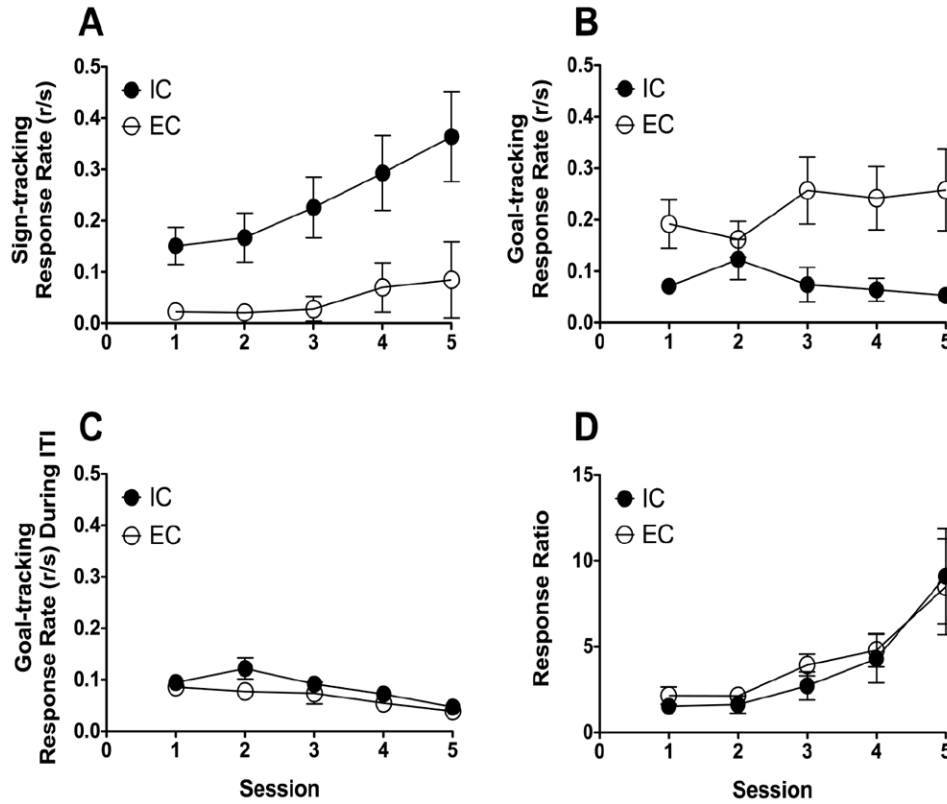 A
Sign-tracking
Response Rate (r/s)
0.5
0.4
0.3
0.2
0.1
0.0
IC
EC
0 1 2 3 4 5
B
Goal-tracking
Response Rate (r/s)
0.5
0.4
0.3
0.2
0.1
0.0
IC
EC
0 1 2 3 4 5
C
Goal-tracking
Response Rate (r/s) During ITI
0.5
0.4
0.3
0.2
0.1
0.0
IC
EC
0 1 2 3 4 5
Session
D
Response Ratio
15
10
5
0
IC
EC
0 1 2 3 4 5
Session